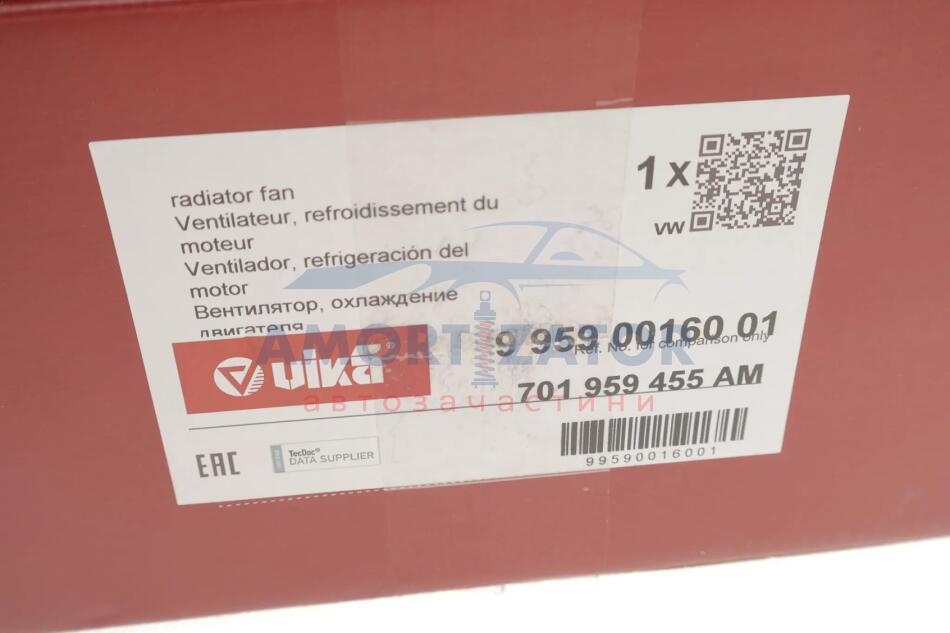 radiator fan
Ventilateur, refroidissement du
moteur
Ventilador, refrigeración del
motor
Вентилятор, охлаждение
двигателя
1 x
VW
AMORTIZATOR
автозачастини
9 959 00160 01
Ref. No. for comparison only
701 959 455 AM
vika
99590016001
EAC
TecDoc®
DATA SUPPLIER